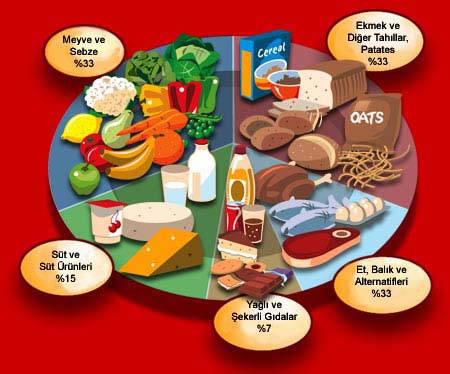 Meyve ve
Sebze
%33
Ekmek ve
Diğer Tahıllar,
Patates
%33
Cereal
OATS
Süt ve
Süt Ürünleri
%15
Et, Balık ve
Alternatifleri
%33
Yağlı ve
Şekerli Gıdalar
%7